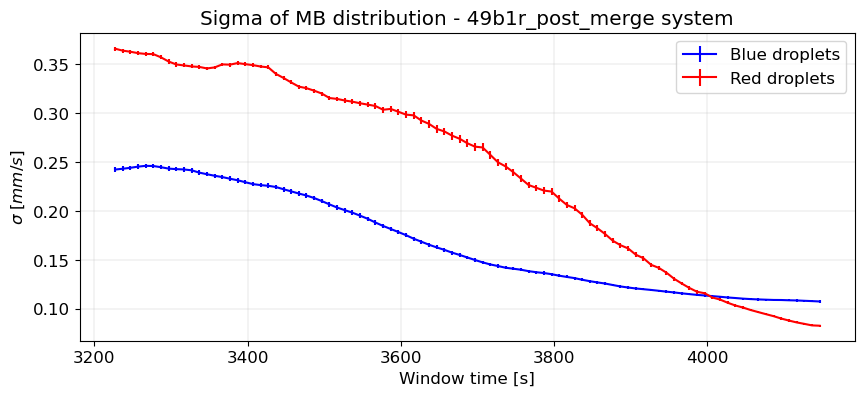 Sigma of MB distribution - 49b1r_post_merge system
Blue droplets
Red droplets
σ [mm/s]
0.35
0.30
0.25
0.20
0.15
0.10
3200
3400
3600
3800
4000
Window time [s]